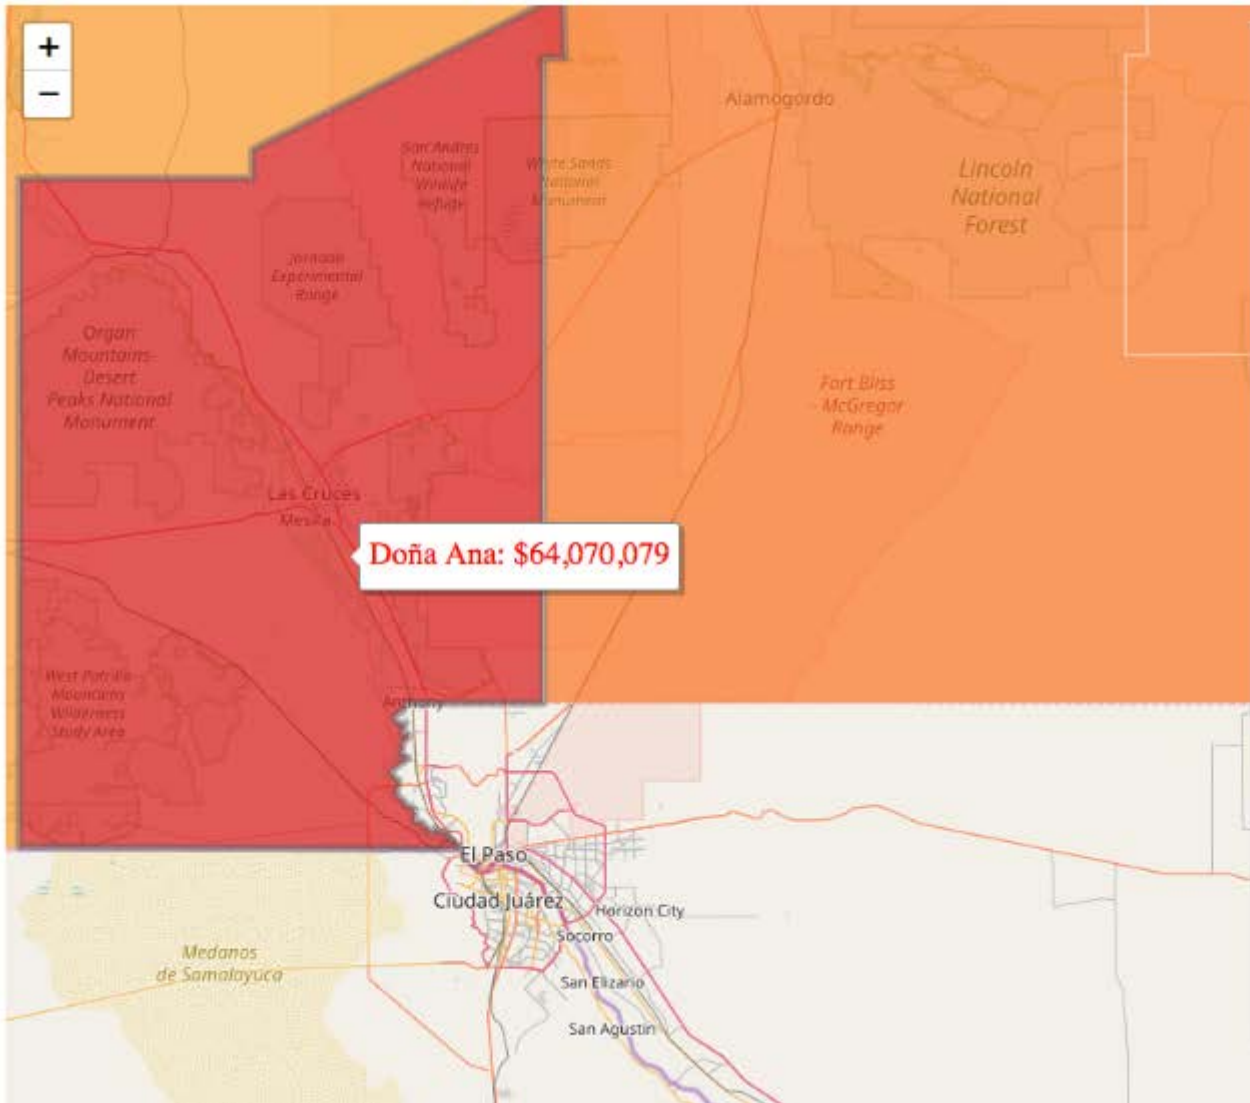 +
−
Alamogordo
San Andres
National
Wildlife
Refuge
White Sands
National
Monument
Lincoln
National
Forest
Jornada
Experimental
Range
Organ
Mountains-
Desert
Peaks National
Monument
Fort Bliss
- McGregor
Range
Las Cruces
Mesilla
Doña Ana: $64,070,079
West Potrillo
Mountains
Wilderness
Study Area
Anthony
El Paso
Ciudad Juárez
Horizon City
Socorro
Medanos
de Samalayuca
San Elizario
San Agustin